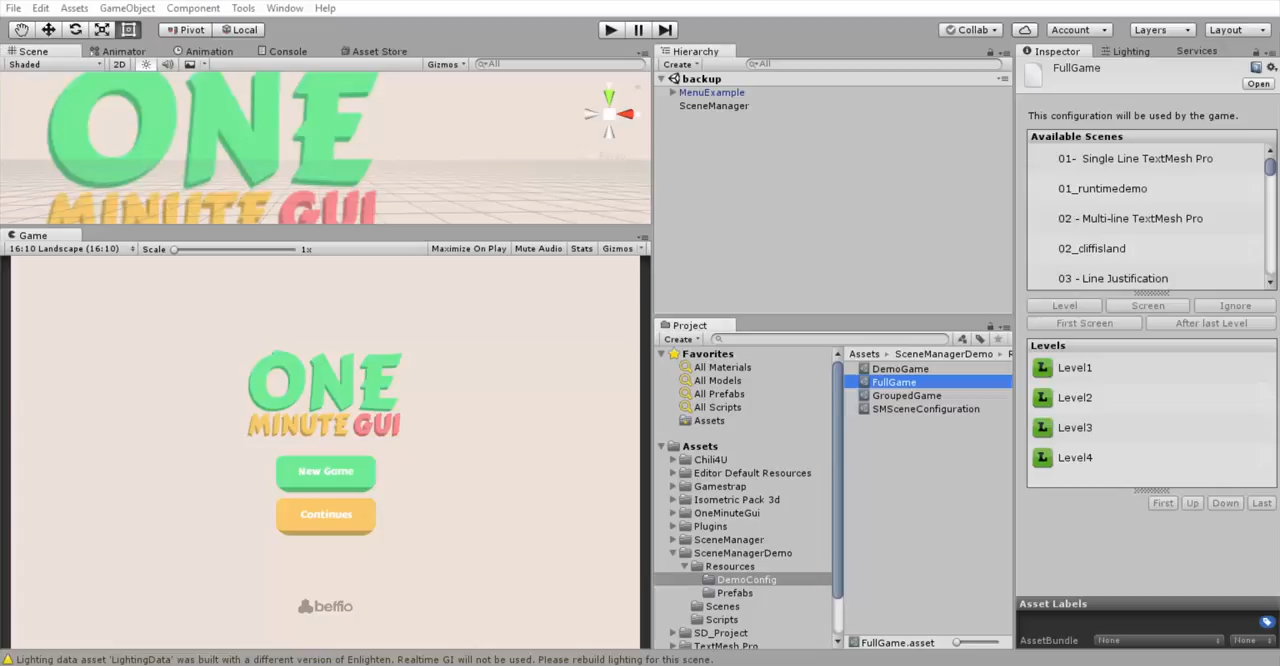 File Edit Assets GameObject Component Tools Window Help
Pivot Local Collab Account Layers Layout
Scene Animator Animation Console Asset Store
Shaded 2D Gizmos All
ONE
MINUTE GUI
Game
16:10 Landscape (16:10) Scale 1x Maximize On Play Mute Audio Stats Gizmos
ONE
MINUTE GUI
New Game
Continues
beffio
Hierarchy
Create All
backup
MenuExample
SceneManager
Project
Create
Favorites
All Materials
All Models
All Prefabs
All Scripts
Assets
Assets
Chili4U
Editor Default Resources
Gamestrap
Isometric Pack 3d
OneMinuteGui
Plugins
SceneManager
SceneManagerDemo
Resources
DemoConfig
Prefabs
Scenes
Scripts
SD_Project
TextMesh Pro
Assets SceneManagerDemo
DemoGame
FullGame
GroupedGame
SMSceneConfiguration
FullGame.asset
Inspector Lighting Services
FullGame
Open
This configuration will be used by the game.
Available Scenes
01- Single Line TextMesh Pro
01_runtimedemo
02 - Multi-line TextMesh Pro
02_cliffisland
03 - Line Justification
Level Screen Ignore
First Screen After last Level
Levels
L Level1
L Level2
L Level3
L Level4
First Up Down Last
Asset Labels
AssetBundle None None
Lighting data asset 'LightingData' was built with a different version of Enlighten. Realtime GI will not be used. Please rebuild lighting for this scene.